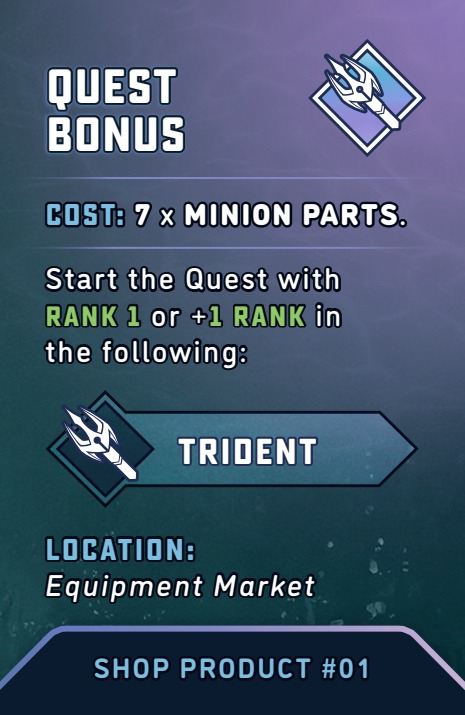 QUEST
BONUS
COST: 7 x MINION PARTS.
Start the Quest with
RANK 1 or +1 RANK in
the following:
TRIDENT
LOCATION:
Equipment Market
SHOP PRODUCT #01